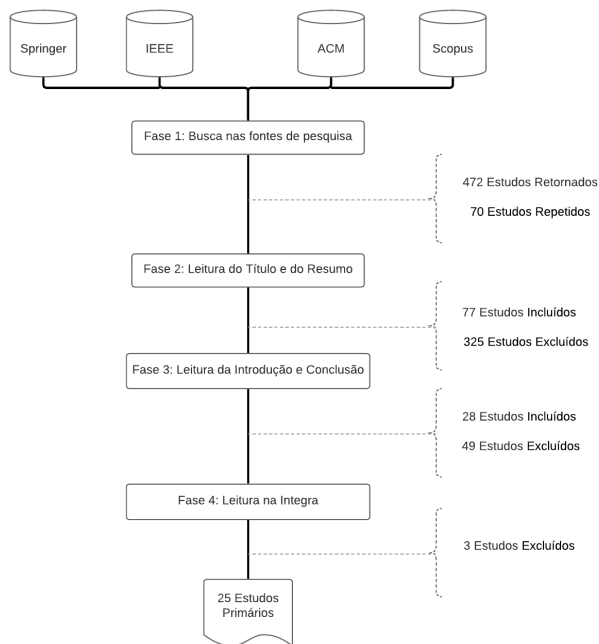 Springer
IEEE
ACM
Scopus
Fase 1: Busca nas fontes de pesquisa
472 Estudos Retornados
70 Estudos Repetidos
Fase 2: Leitura do Título e do Resumo
77 Estudos Incluídos
325 Estudos Excluídos
Fase 3: Leitura da Introdução e Conclusão
28 Estudos Incluídos
49 Estudos Excluídos
Fase 4: Leitura na Integra
3 Estudos Excluídos
25 Estudos
Primários